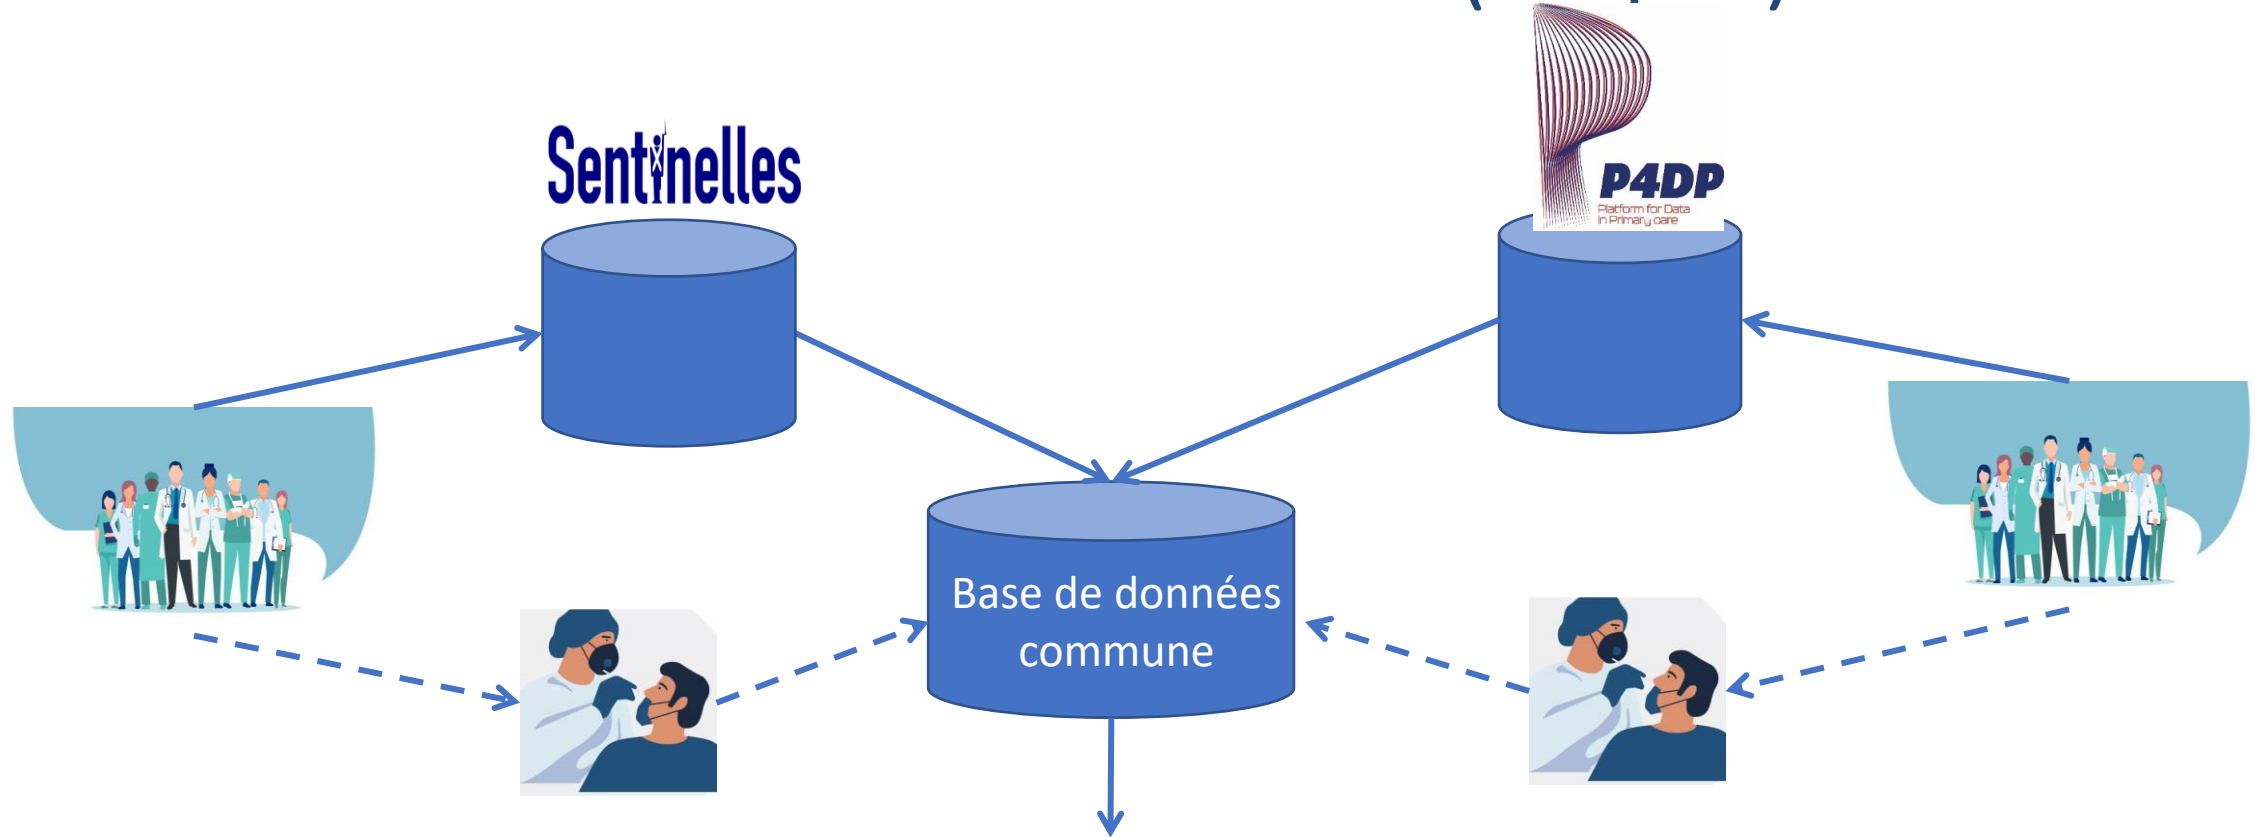 Sentinelles
P4DP
Platform for Data
in Primary care
Base de données
commune